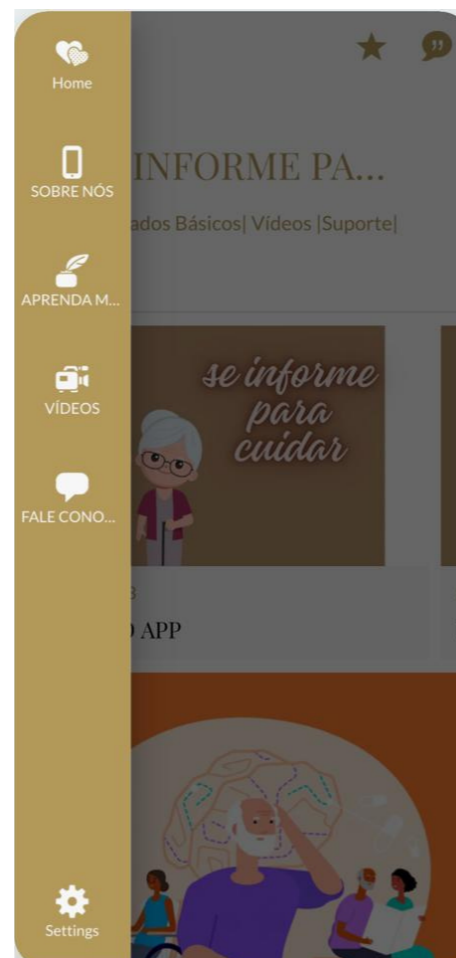 Home
SOBRE NÓS
APRENDA M...
VÍDEOS
FALE CONO...
Settings
INFORME PA...
ados Básicos| Vídeos |Suporte|
se informe
para
cuidar
3
O APP